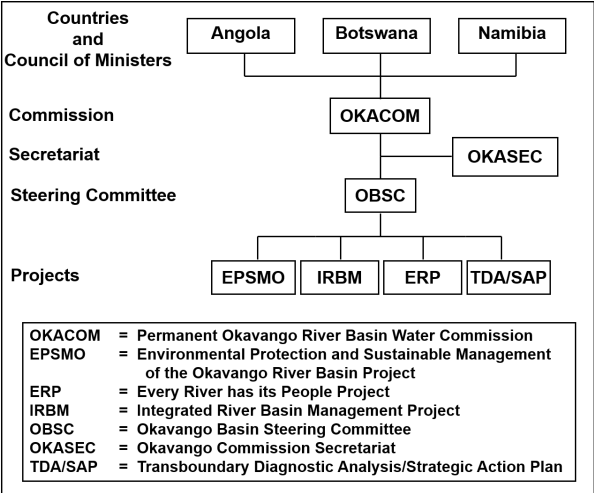 Countries
and
Council of Ministers
Angola
Botswana
Namibia
Commission
OKACOM
Secretariat
OKASEC
Steering Committee
OBSC
Projects
EPSMO
IRBM
ERP
TDA/SAP
OKACOM = Permanent Okavango River Basin Water Commission
EPSMO = Environmental Protection and Sustainable Management
of the Okavango River Basin Project
ERP = Every River has its People Project
IRBM = Integrated River Basin Management Project
OBSC = Okavango Basin Steering Committee
OKASEC = Okavango Commission Secretariat
TDA/SAP = Transboundary Diagnostic Analysis/Strategic Action Plan